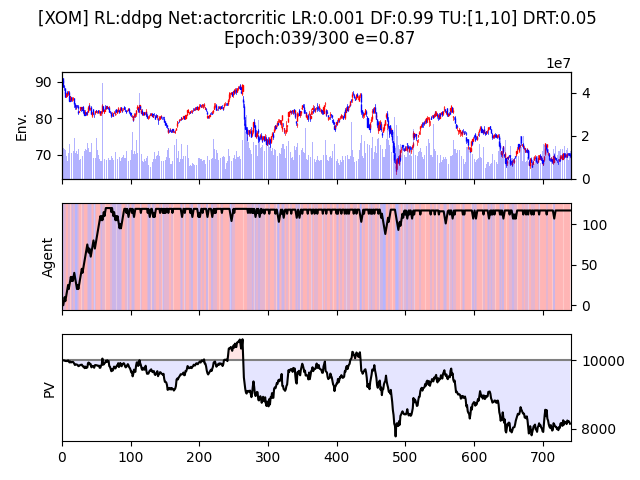 [XOM] RL:ddpg Net:actorcritic LR:0.001 DF:0.99 TU:[1,10] DRT:0.05
Epoch:039/300 e=0.87
1e7
90
80
70
Env.
4
2
0
Agent
100
50
0
PV
10000
8000
0 100 200 300 400 500 600 700